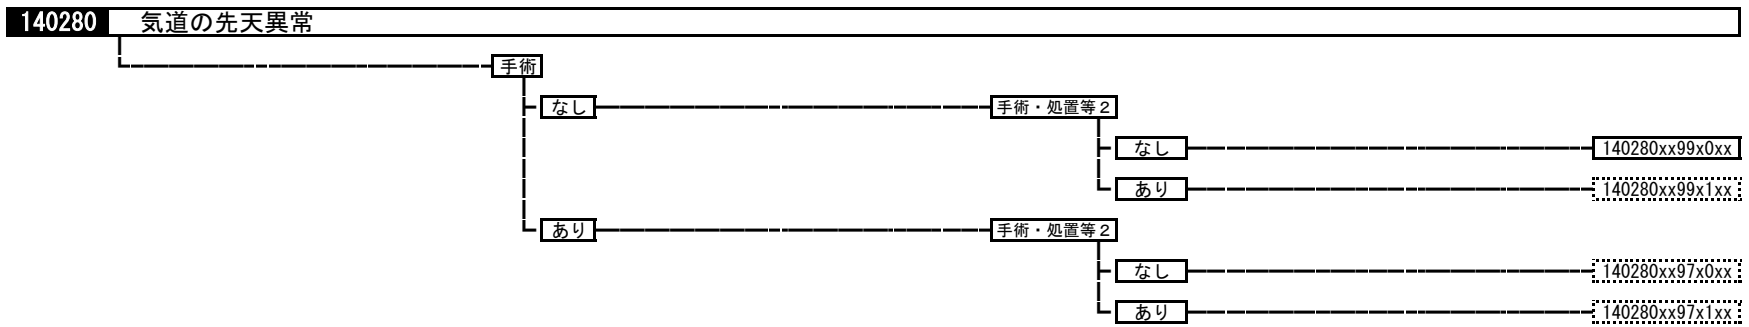 140280 気道の先天異常
手術
なし 手術・処置等2
なし 140280xx99x0xx
あり 140280xx99x1xx
あり 手術・処置等2
なし 140280xx97x0xx
あり 140280xx97x1xx